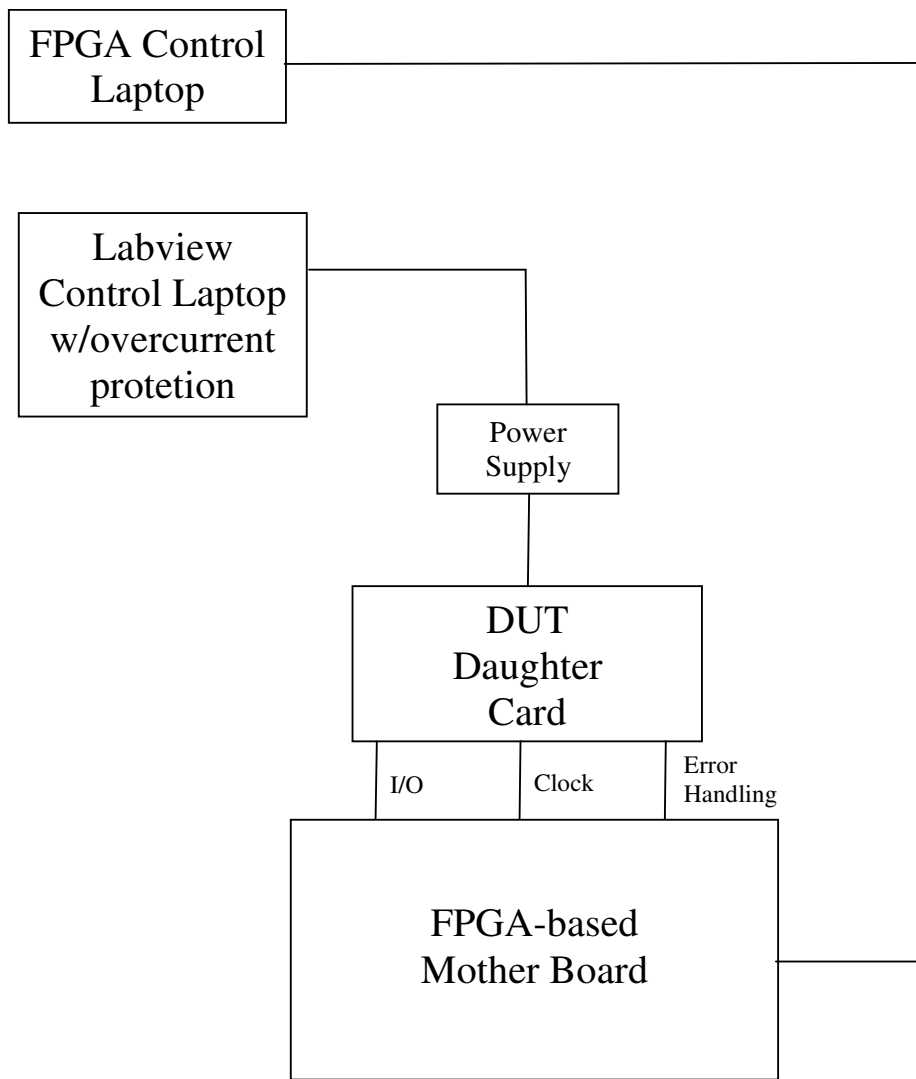 FPGA Control
Laptop
Labview
Control Laptop
w/overcurrent
protetion
Power
Supply
DUT
Daughter
Card
I/O
Clock
Error
Handling
FPGA-based
Mother Board